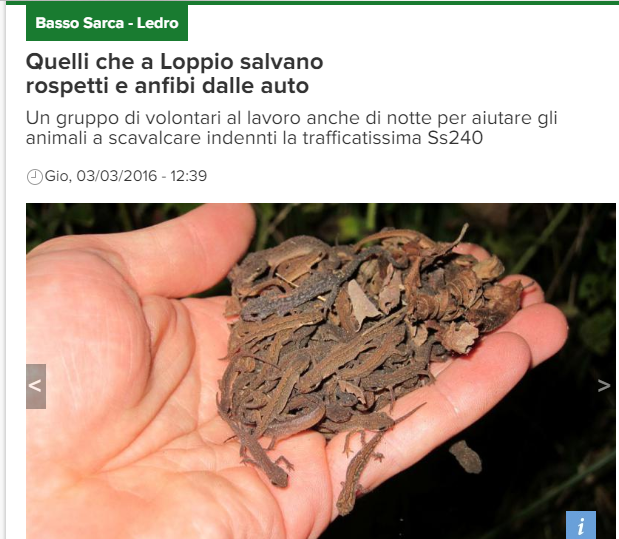 Basso Sarca - Ledro
Quelli che a Loppio salvano
rospetti e anfibi dalle auto
Un gruppo di volontari al lavoro anche di notte per aiutare gli
animali a scavalcare indennti la trafficatissima Ss240
Gio, 03/03/2016 - 12:39
<
>
i